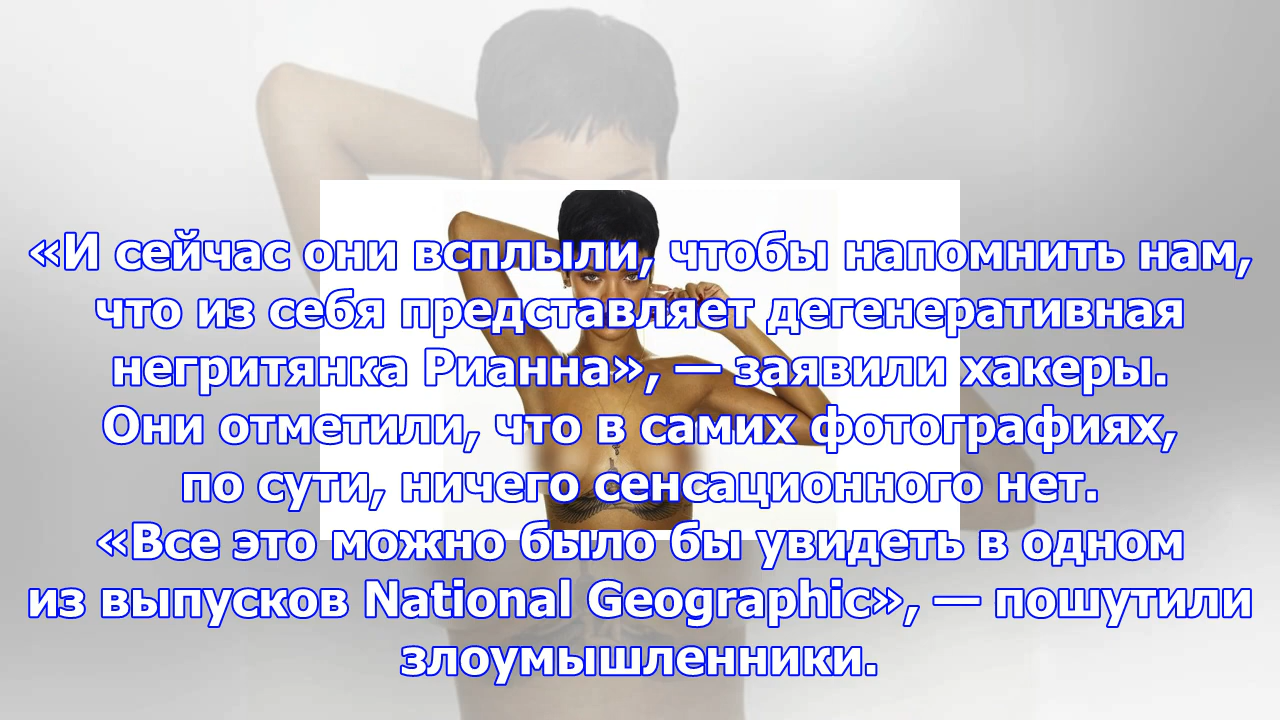 «И сейчас они всплыли, чтобы напомнить нам,
что из себя представляет дегенеративная
негритянка Рианна», — заявили хакеры.
Они отметили, что в самих фотографиях,
по сути, ничего сенсационного нет.
«Все это можно было бы увидеть в одном
из выпусков National Geographic», — пошутили
злоумышленники.